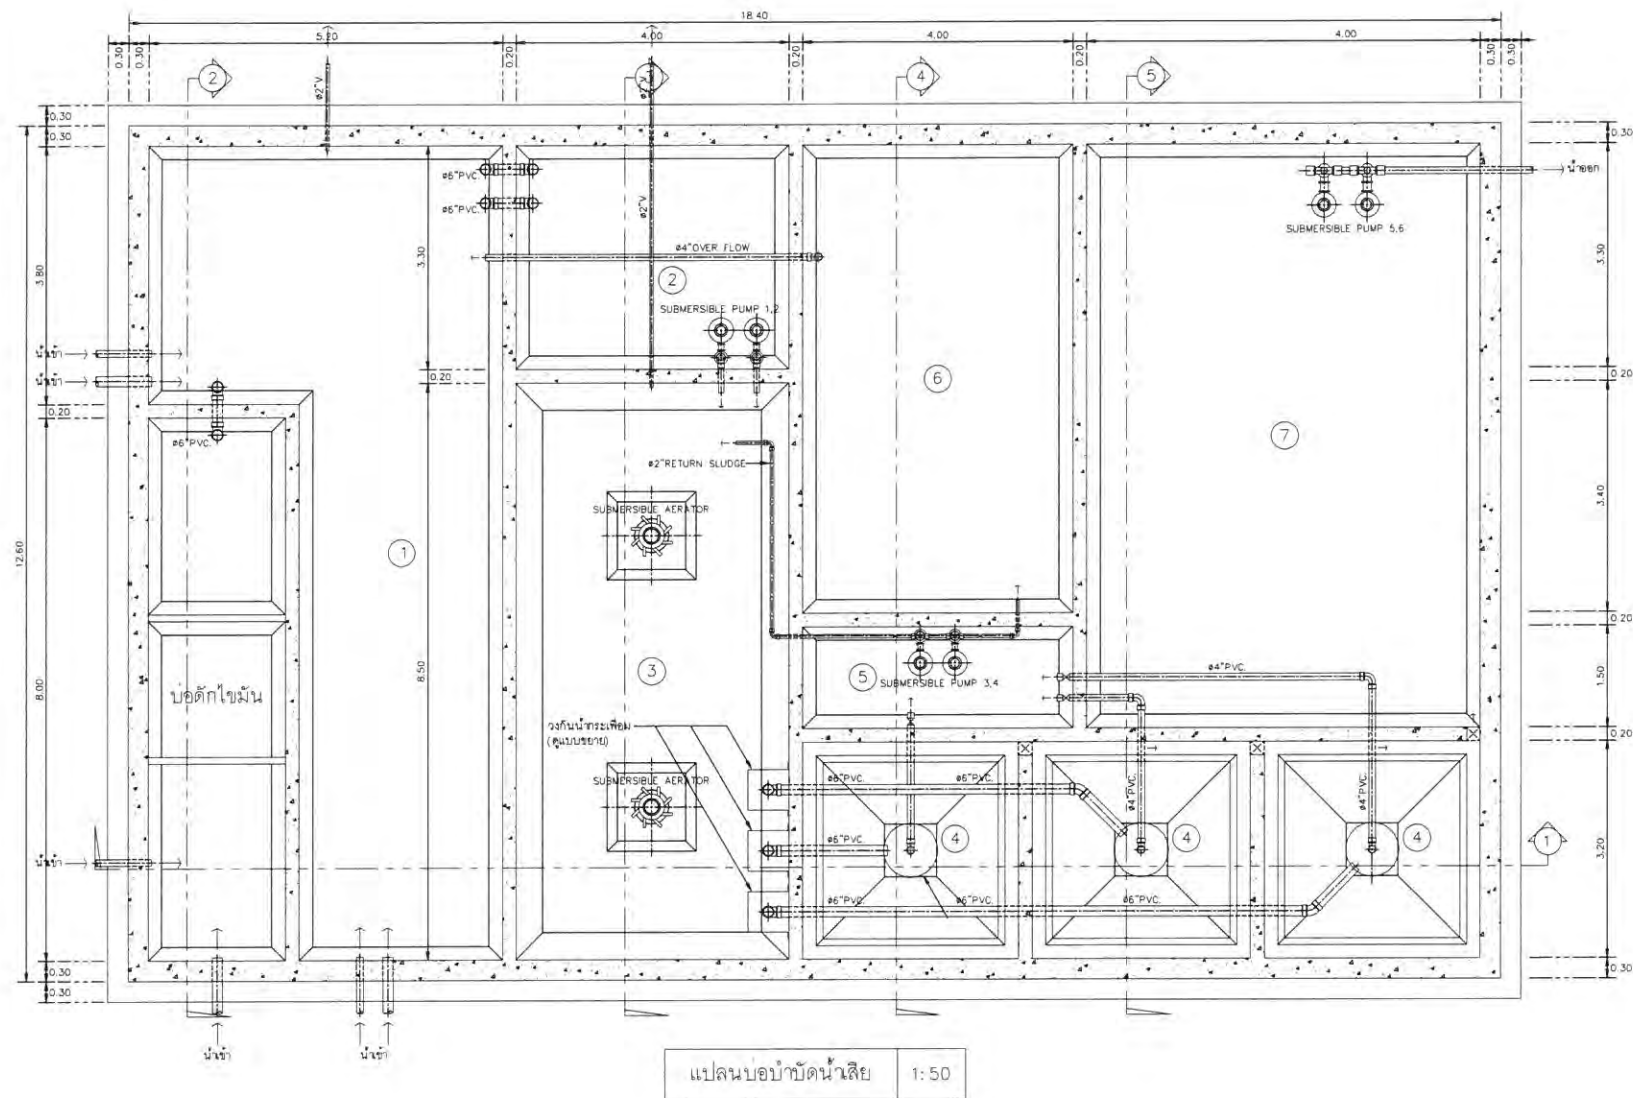 18.40
0.30
0.30
5.20
0.20
4.00
0.20
4.00
0.20
4.00
0.30
0.30
2
4
5
ø2"V
0.30
0.30
0.30
ø6"PVC.
น้ำออก
ø6"PVC.
ø2"V
SUBMERSIBLE PUMP 5,6
ø4"OVER FLOW
3.30
3.30
3.80
2
SUBMERSIBLE PUMP 1,2
น้ำเข้า
น้ำเข้า
0.20
0.20
6
0.20
ø6"PVC.
7
ø2"RETURN SLUDGE
3.40
SUBMERSIBLE AERATOR
12.60
1
0.20
8.50
3
5
SUBMERSIBLE PUMP 3,4
ø4"PVC.
1.50
8.00
บ่อดักไขมัน
วงกันน้ำกระเพื่อม
(ดูแบบขยาย)
0.20
SUBMERSIBLE AERATOR
ø6"PVC.
ø6"PVC.
ø4"PVC.
ø4"PVC.
4
4
4
1
ø6"PVC.
3.20
น้ำเข้า
ø6"PVC.
ø6"PVC.
ø6"PVC.
0.30
0.30
0.30
น้ำเข้า
น้ำเข้า
แปลนบ่อบำบัดน้ำเสีย
1:50